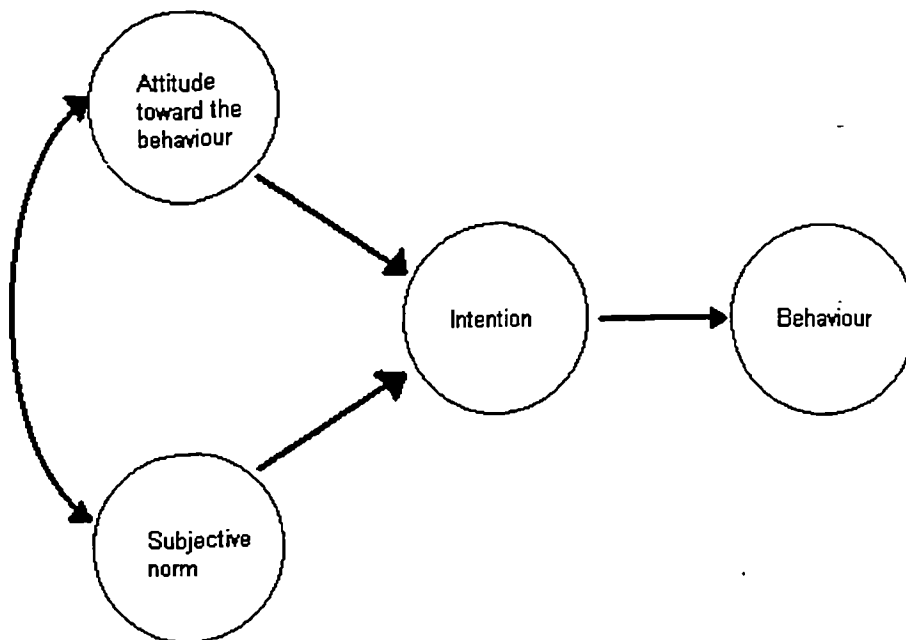 Attitude
toward the
behaviour
Intention
Behaviour
Subjective
norm